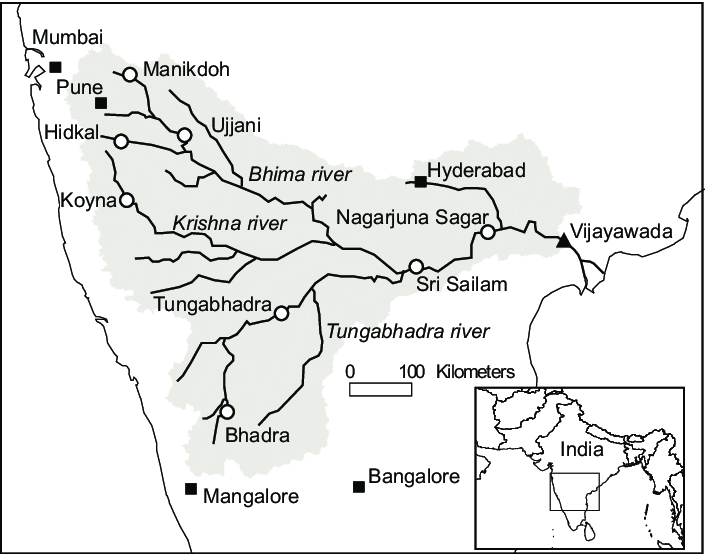 Mumbai
Manikdoh
Pune
Ujjani
Hidkal
Bhima river
Hyderabad
Koyna
Krishna river
Nagarjuna Sagar
Vijayawada
Sri Sailam
Tungabhadra
Tungabhadra river
0 100 Kilometers
Bhadra
India
Bangalore
Mangalore